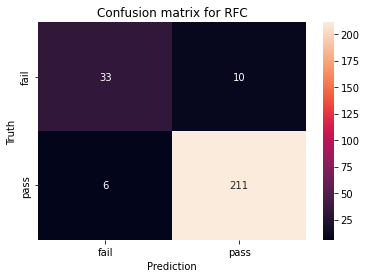 Confusion matrix for RFC
Truth
fail
pass
33
10
6
211
fail
pass
Prediction
200
175
150
125
100
75
50
25